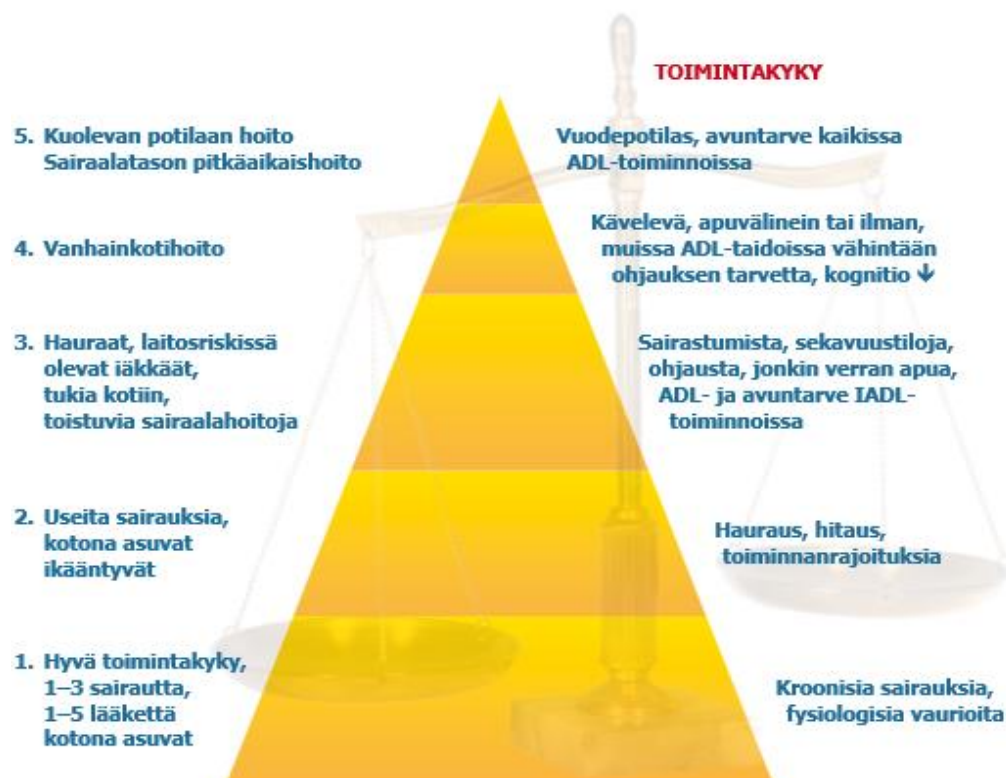 TOIMINTAKYKY
5. Kuolevan potilaan hoito
Sairaalatason pitkäaikaishoito
Vuodepotilas, avuntarve kaikissa
ADL-toiminnoissa
4. Vanhainkotihoito
Kävelevä, apuvälinein tai ilman,
muissa ADL-taidoissa vähintään
ohjauksen tarvetta, kognitio ↓
3. Hauraat, laitosriskissä
olevat iäkkäät,
tukia kotiin,
toistuvia sairaalahoitoja
Sairastumista, sekavuustiloja,
ohjausta, jonkin verran apua,
ADL- ja avuntarve IADL-
toiminnoissa
2. Useita sairauksia,
kotona asuvat
ikääntyvät
Hauraus, hitaus,
toiminnanrajoituksia
1. Hyvä toimintakyky,
1–3 sairautta,
1–5 lääkettä
kotona asuvat
Kroonisia sairauksia,
fysiologisia vaurioita